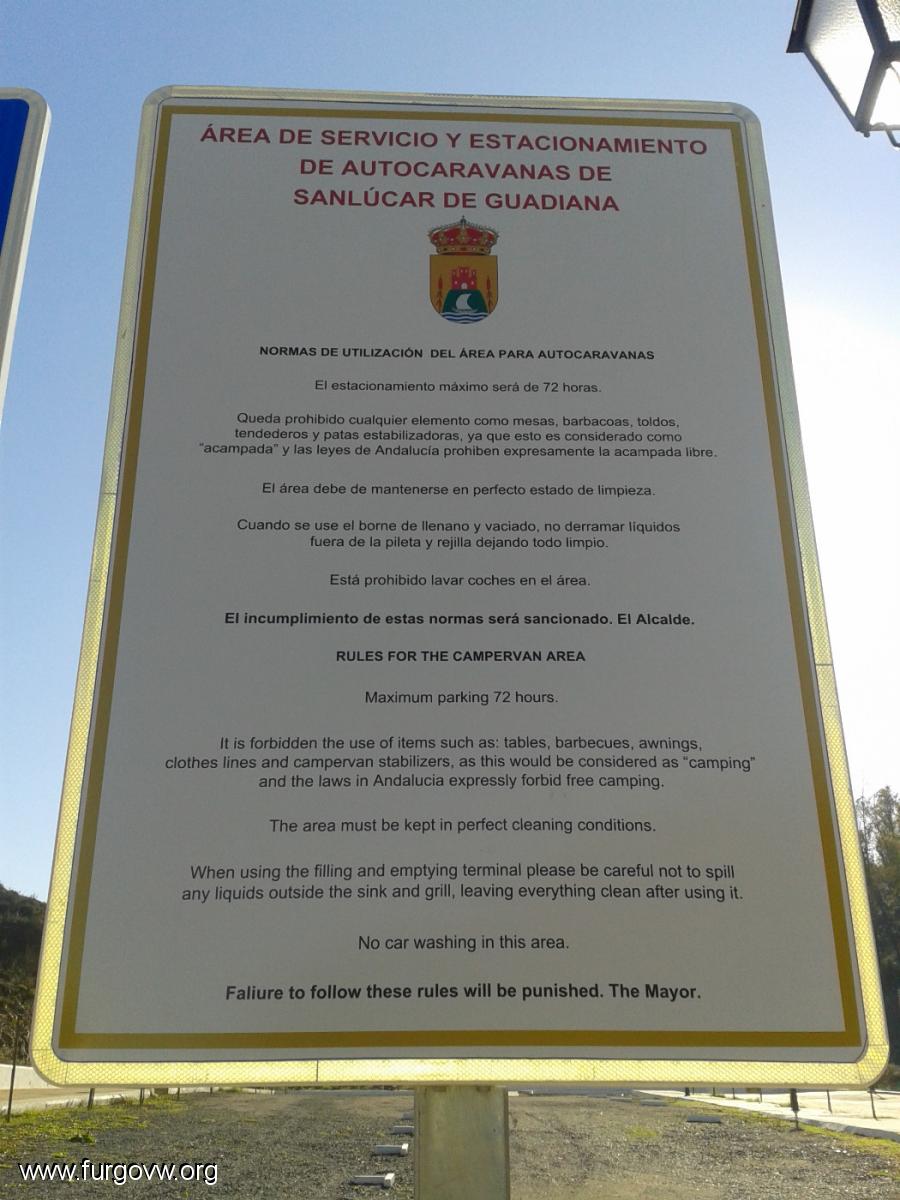 ÁREA DE SERVICIO Y ESTACIONAMIENTO
DE AUTOCARAVANAS DE
SANLÚCAR DE GUADIANA
NORMAS DE UTILIZACIÓN DEL ÁREA PARA AUTOCARAVANAS
El estacionamiento máximo será de 72 horas.
Queda prohibido cualquier elemento como mesas, barbacoas, toldos,
tendederos y patas estabilizadoras, ya que esto es considerado como
“acampada” y las leyes de Andalucía prohiben expresamente la acampada libre.
El área debe de mantenerse en perfecto estado de limpieza.
Cuando se use el borne de llenano y vaciado, no derramar líquidos
fuera de la pileta y rejilla dejando todo limpio.
Está prohibido lavar coches en el área.
El incumplimiento de estas normas será sancionado. El Alcalde.
RULES FOR THE CAMPERVAN AREA
Maximum parking 72 hours.
It is forbidden the use of items such as: tables, barbecues, awnings,
clothes lines and campervan stabilizers, as this would be considered as “camping”
and the laws in Andalucia expressly forbid free camping.
The area must be kept in perfect cleaning conditions.
When using the filling and emptying terminal please be careful not to spill
any liquids outside the sink and grill, leaving everything clean after using it.
No car washing in this area.
Faliure to follow these rules will be punished. The Mayor.
www.furgovw.org